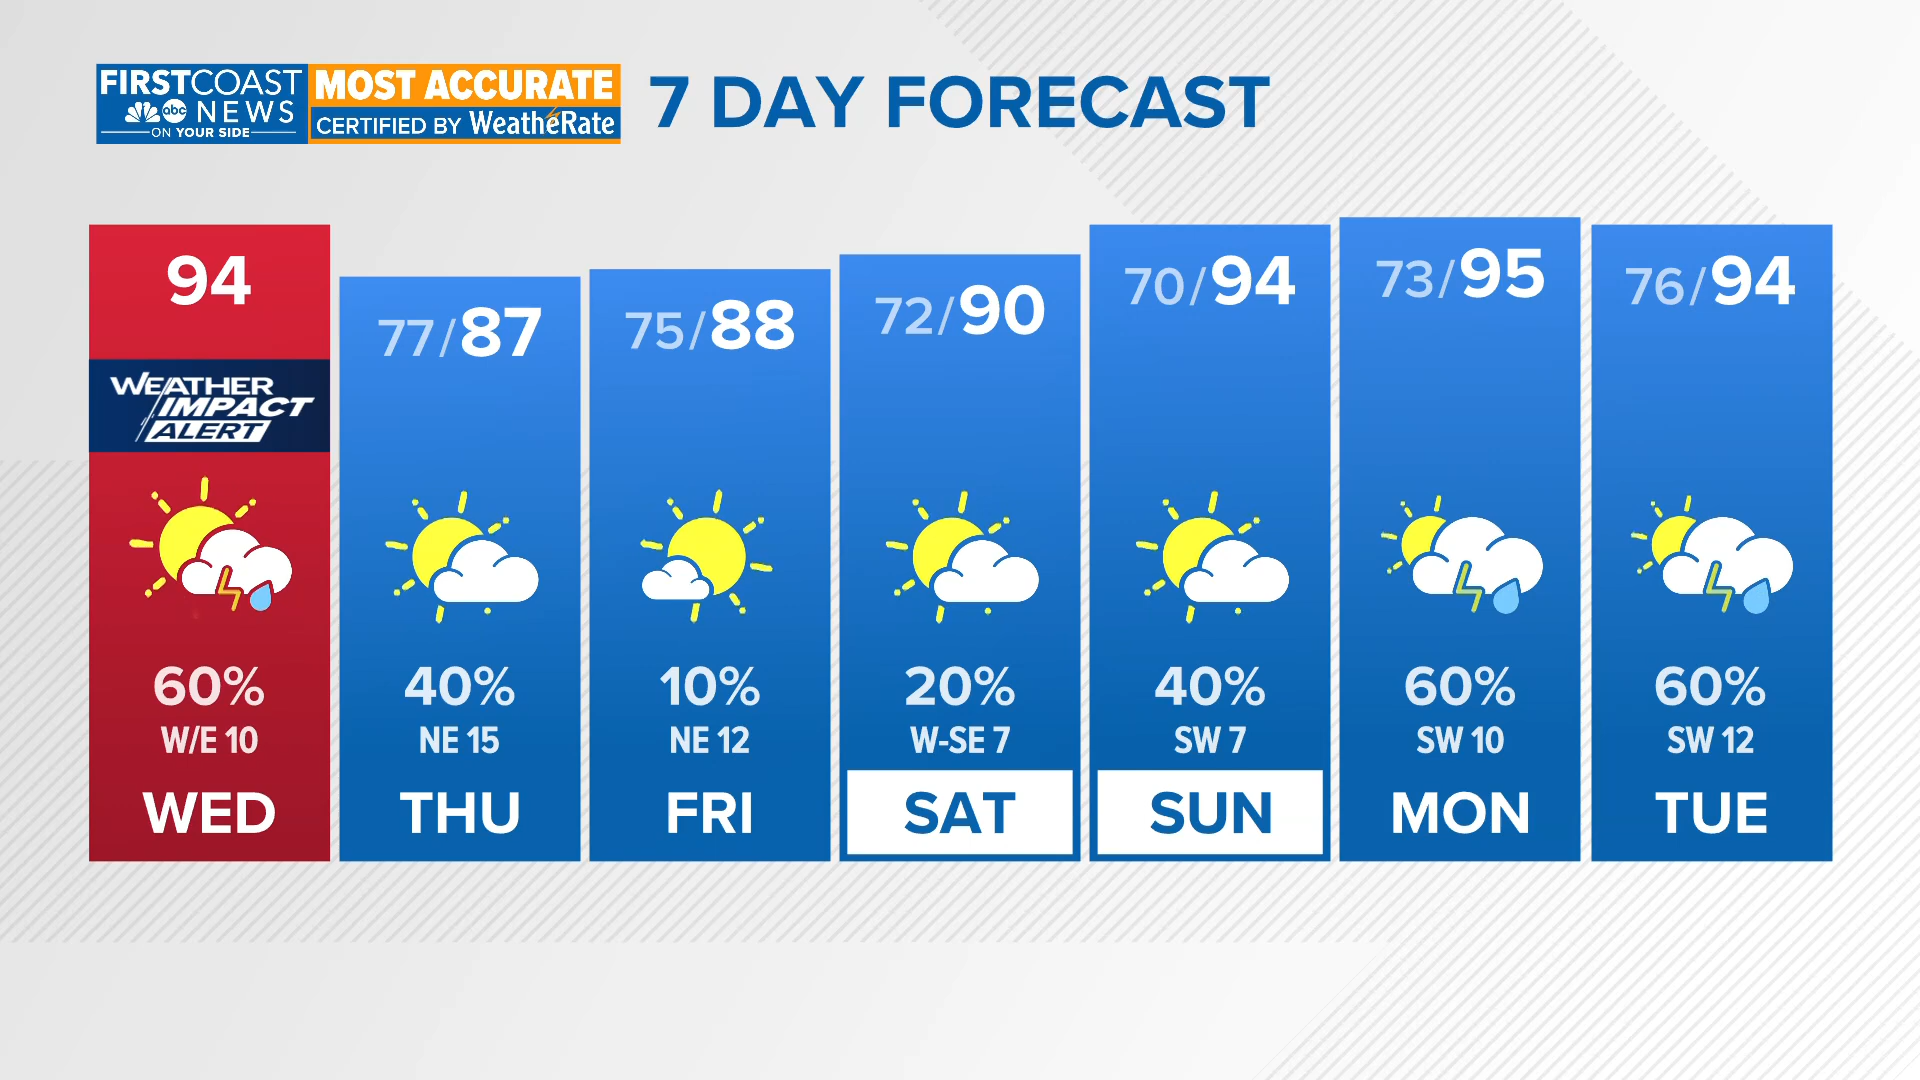 FIRSTCOAST
abc NEWS
ON YOUR SIDE
MOST ACCURATE
CERTIFIED BY WeatheRate
7 DAY FORECAST
94
WEATHER
IMPACT
ALERT
60%
W/E 10
WED
77/87
40%
NE 15
THU
75/88
10%
NE 12
FRI
72/90
20%
W-SE 7
SAT
70/94
40%
SW 7
SUN
73/95
60%
SW 10
MON
76/94
60%
SW 12
TUE